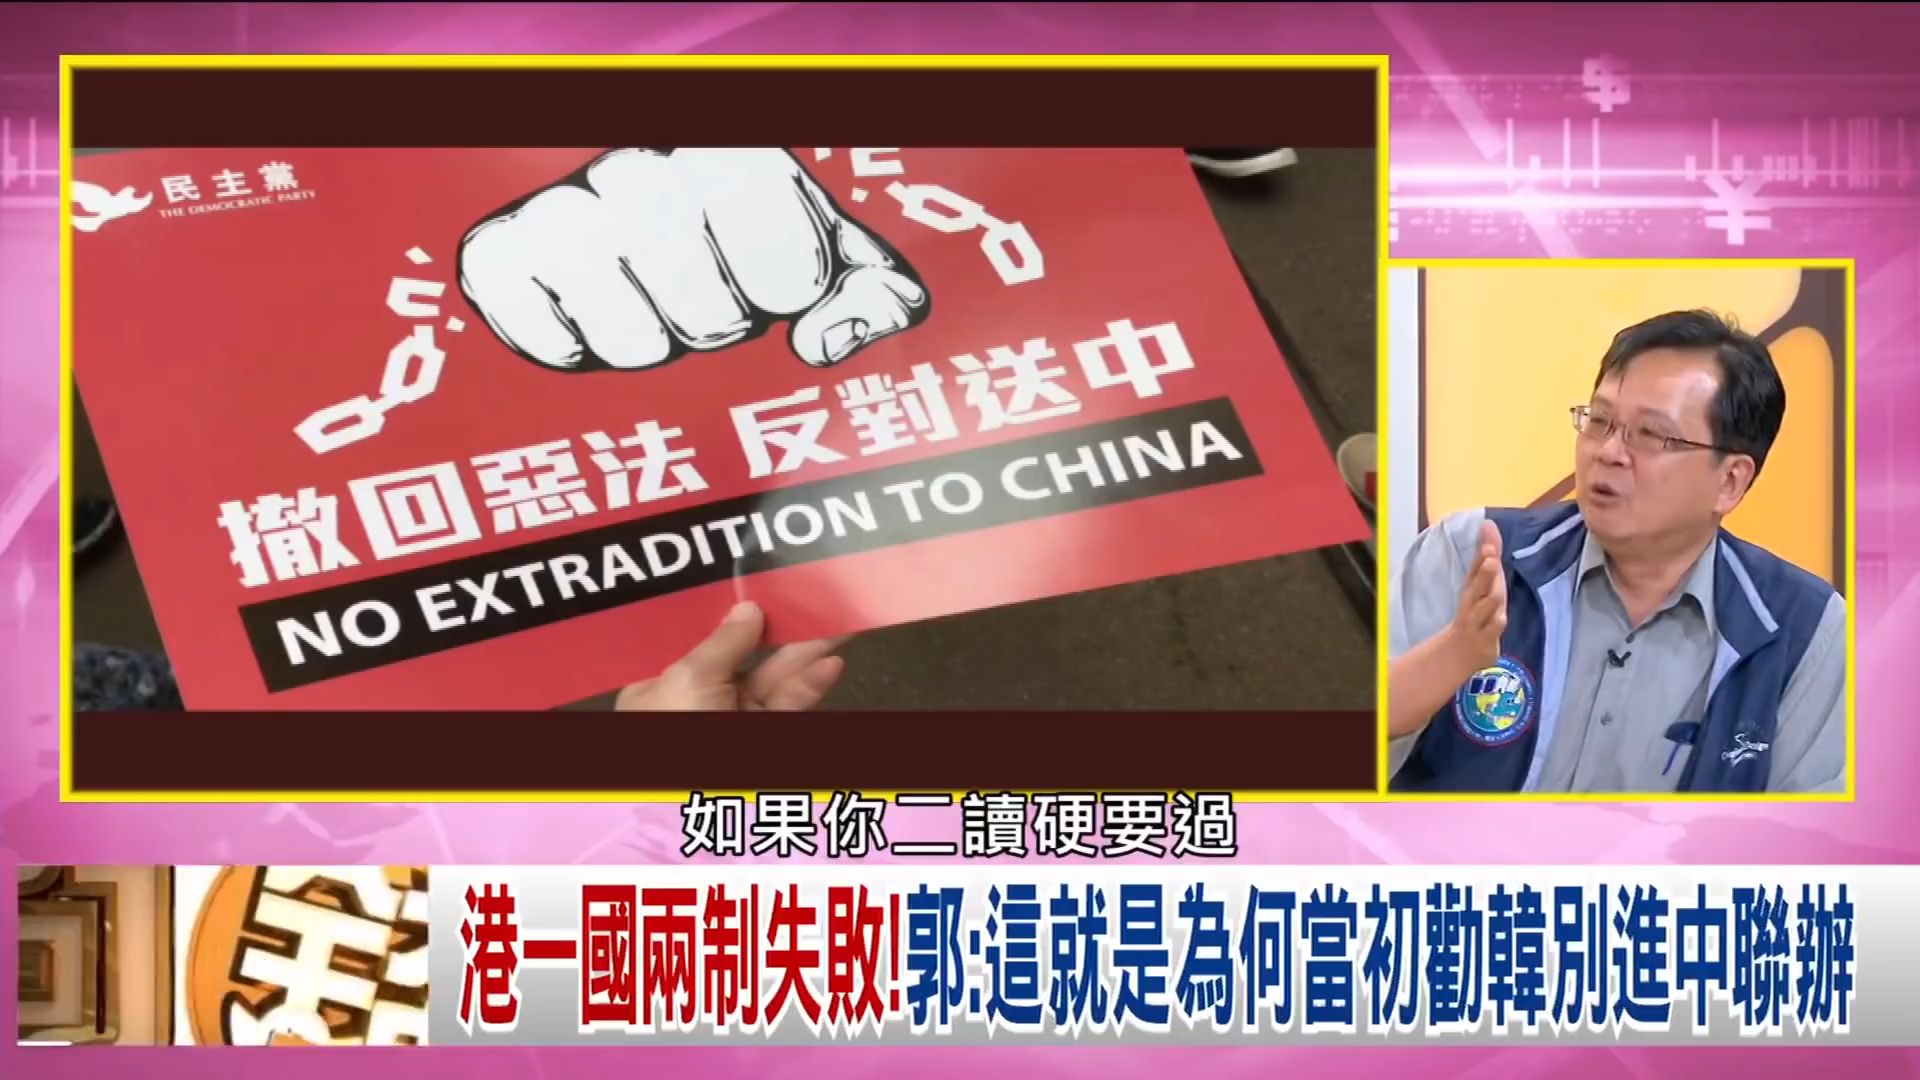 民主黨
THE DEMOCRATIC PARTY
撤回惡法 反對送中
NO EXTRADITION TO CHINA
如果你二讀硬要過
港一國兩制失敗!郭:這就是為何當初勸韓別進中聯辦